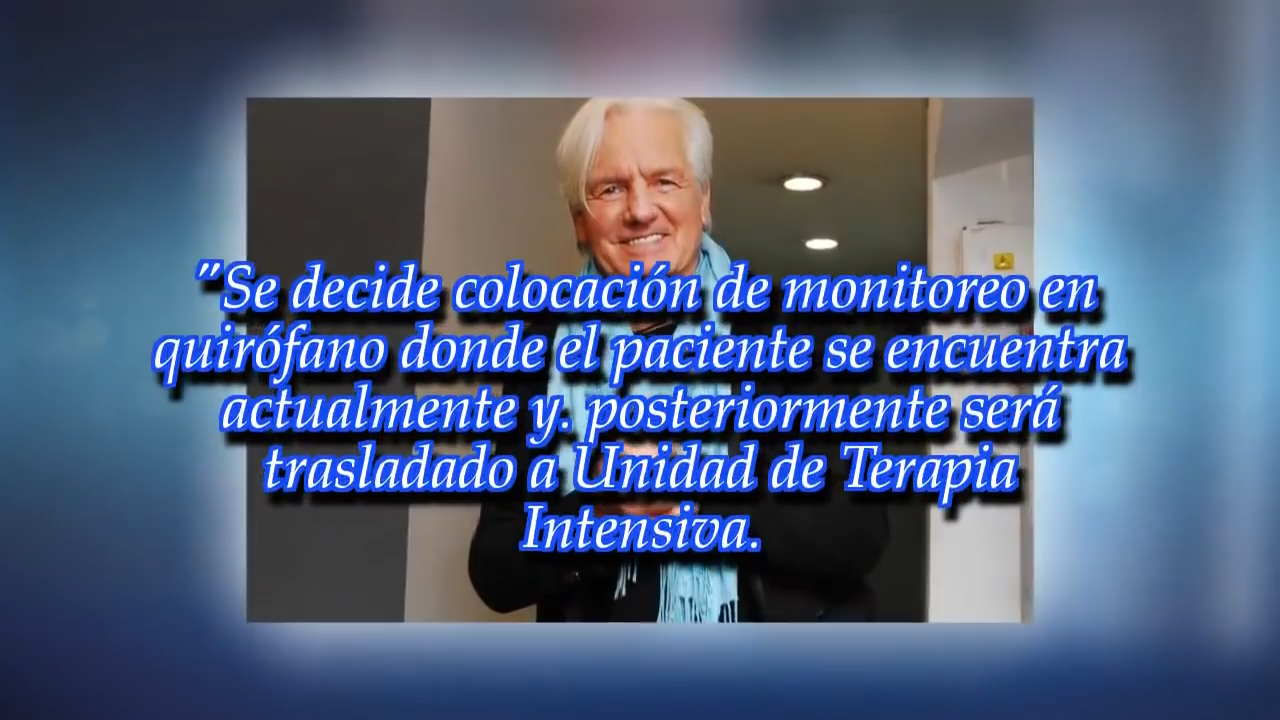 "Se decide colocación de monitoreo en
quirófano donde el paciente se encuentra
actualmente y. posteriormente será
trasladado a Unidad de Terapia
Intensiva.